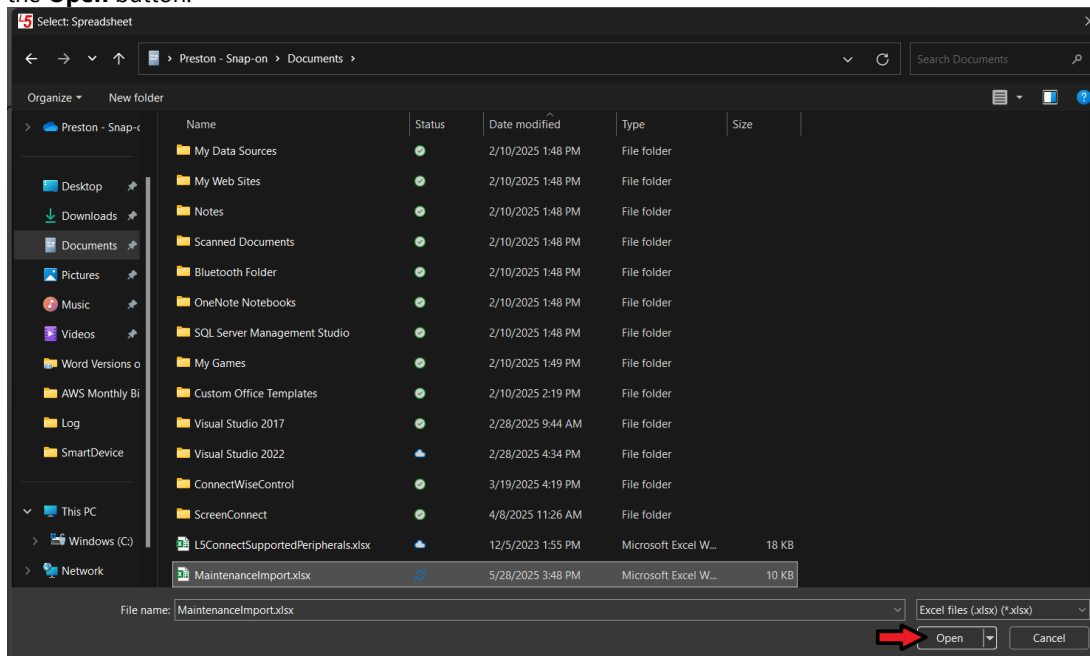 the Open button.
L5 Select: Spreadsheet
Preston - Snap-on > Documents >
Search Documents
Organize New folder
Preston - Snap-
Name Status Date modified Type Size
My Data Sources 2/10/2025 1:48 PM File folder
Desktop My Web Sites 2/10/2025 1:48 PM File folder
Downloads Notes 2/10/2025 1:48 PM File folder
Documents Scanned Documents 2/10/2025 1:48 PM File folder
Pictures Bluetooth Folder 2/10/2025 1:48 PM File folder
Music OneNote Notebooks 2/10/2025 1:48 PM File folder
Videos SQL Server Management Studio 2/10/2025 1:48 PM File folder
Word Versions o My Games 2/10/2025 1:49 PM File folder
AWS Monthly Bi Custom Office Templates 2/10/2025 2:19 PM File folder
Log Visual Studio 2017 2/28/2025 9:44 AM File folder
SmartDevice Visual Studio 2022 2/28/2025 4:34 PM File folder
ConnectWiseControl 3/19/2025 4:19 PM File folder
This PC ScreenConnect 4/8/2025 11:26 AM File folder
Windows (C:) L5ConnectSupportedPeripherals.xlsx 12/5/2023 1:55 PM Microsoft Excel W... 18 KB
Network MaintenanceImport.xlsx 5/28/2025 3:48 PM Microsoft Excel W... 10 KB
File name: MaintenanceImport.xlsx Excel files (.xlsx) (*.xlsx)
Open Cancel